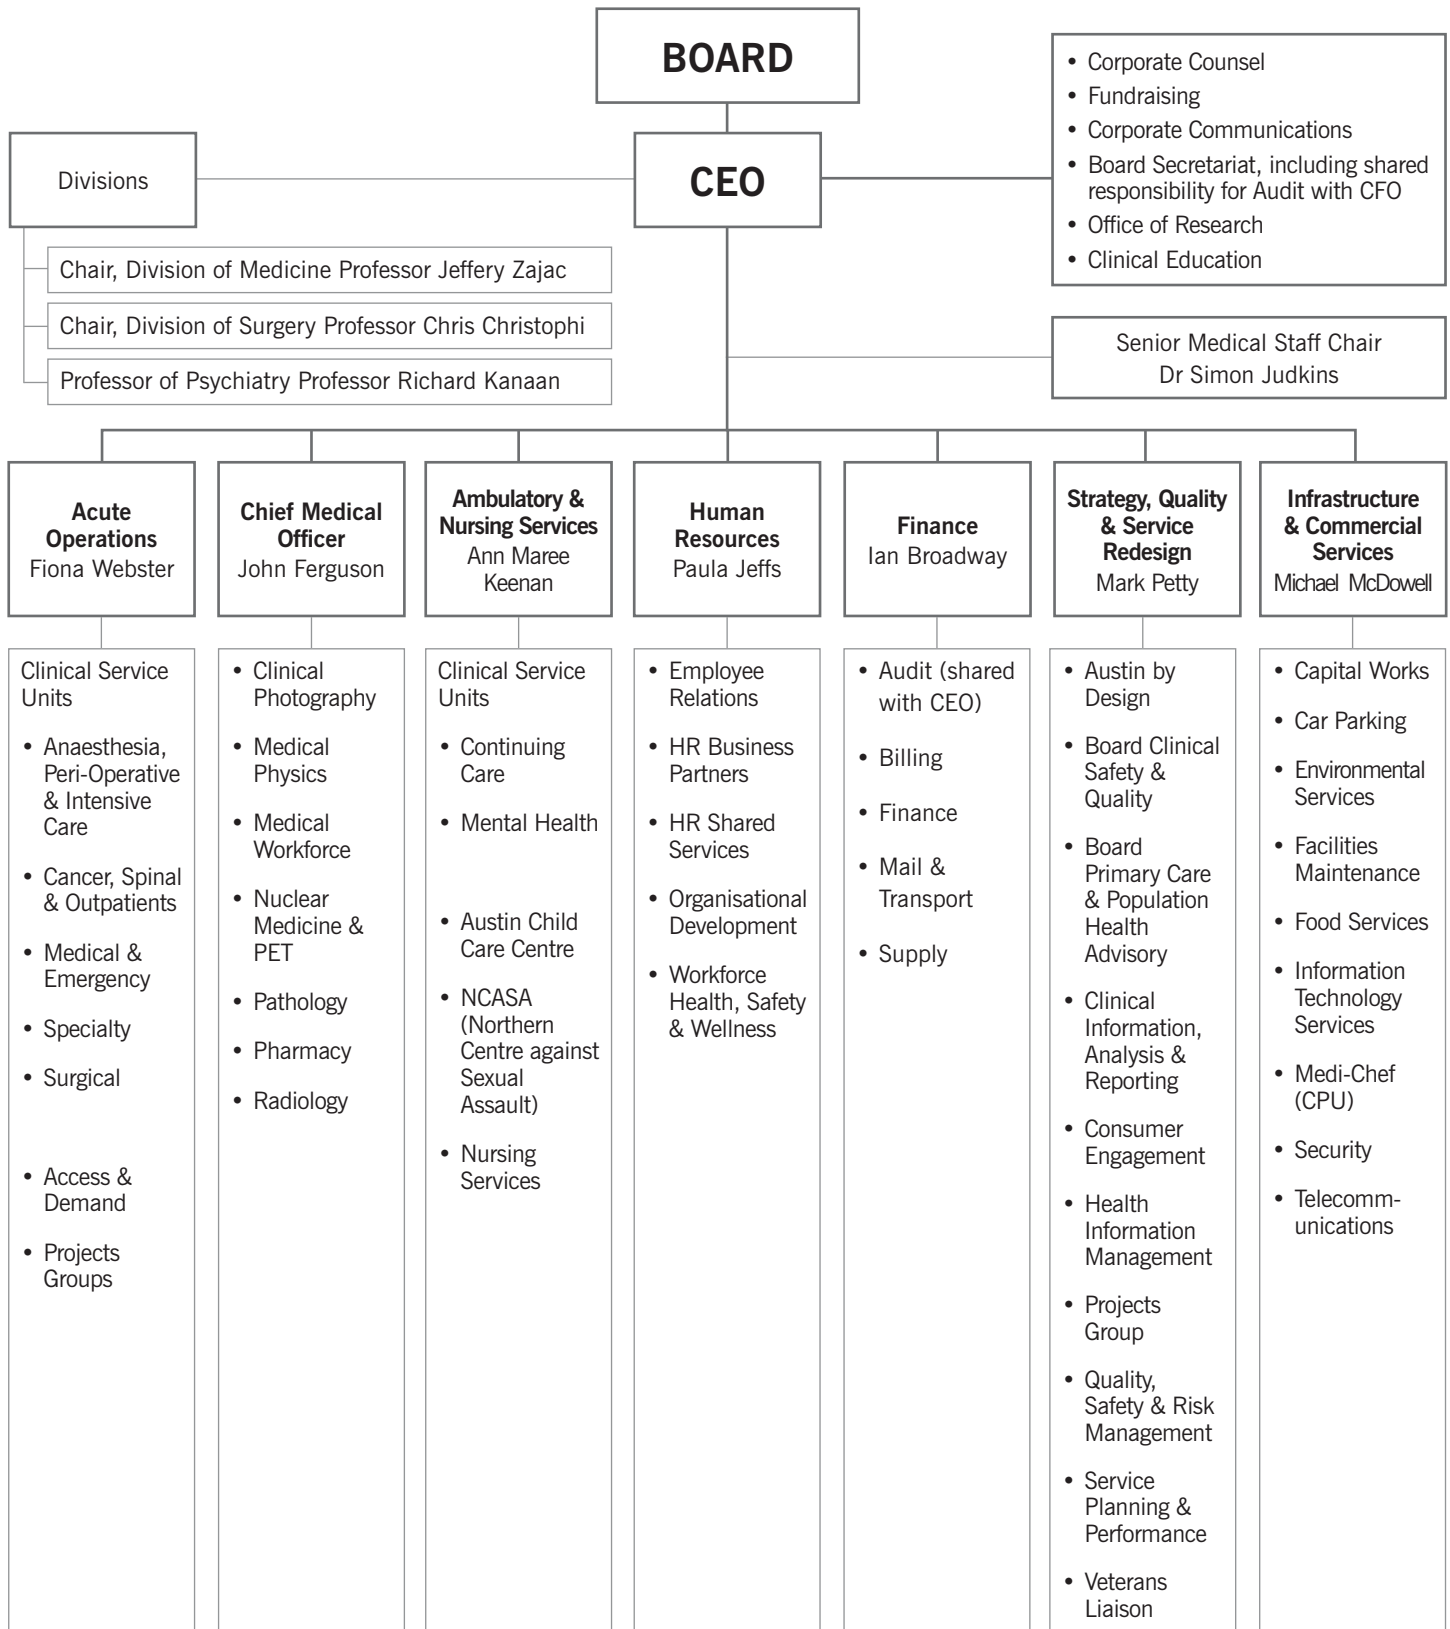 BOARD
• Corporate Counsel
• Fundraising
• Corporate Communications
• Board Secretariat, including shared
responsibility for Audit with CFO
• Office of Research
• Clinical Education
Divisions
CEO
Chair, Division of Medicine Professor Jeffery Zajac
Chair, Division of Surgery Professor Chris Christophi
Professor of Psychiatry Professor Richard Kanaan
Senior Medical Staff Chair
Dr Simon Judkins
Acute
Operations
Fiona Webster
Chief Medical
Officer
John Ferguson
Ambulatory &
Nursing Services
Ann Maree
Keenan
Human
Resources
Paula Jeffs
Finance
Ian Broadway
Strategy, Quality
& Service
Redesign
Mark Petty
Infrastructure
& Commercial
Services
Michael McDowell
Clinical Service
Units
• Anaesthesia,
Peri-Operative
& Intensive
Care
• Cancer, Spinal
& Outpatients
• Medical &
Emergency
• Specialty
• Surgical
• Access &
Demand
• Projects
Groups
• Clinical
Photography
• Medical
Physics
• Medical
Workforce
• Nuclear
Medicine &
PET
• Pathology
• Pharmacy
• Radiology
Clinical Service
Units
• Continuing
Care
• Mental Health
• Austin Child
Care Centre
• NCASA
(Northern
Centre against
Sexual
Assault)
• Nursing
Services
• Employee
Relations
• HR Business
Partners
• HR Shared
Services
• Organisational
Development
• Workforce
Health, Safety
& Wellness
• Audit (shared
with CEO)
• Billing
• Finance
• Mail &
Transport
• Supply
• Austin by
Design
• Board Clinical
Safety &
Quality
• Board
Primary Care
& Population
Health
Advisory
• Clinical
Information,
Analysis &
Reporting
• Consumer
Engagement
• Health
Information
Management
• Projects
Group
• Quality,
Safety & Risk
Management
• Service
Planning &
Performance
• Veterans
Liaison
• Capital Works
• Car Parking
• Environmental
Services
• Facilities
Maintenance
• Food Services
• Information
Technology
Services
• Medi-Chef
(CPU)
• Security
• Telecomm-
unications